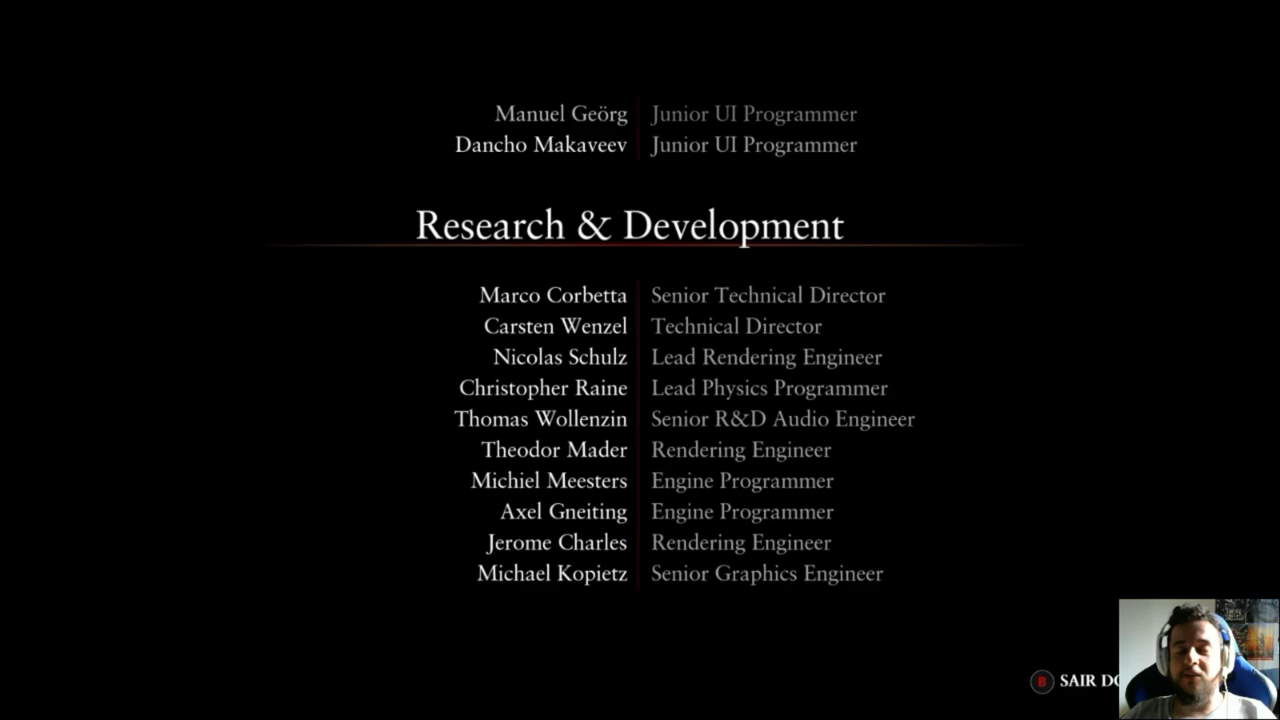 Manuel Geörg Junior UI Programmer
Dancho Makaveev Junior UI Programmer
Research & Development
Marco Corbetta Senior Technical Director
Carsten Wenzel Technical Director
Nicolas Schulz Lead Rendering Engineer
Christopher Raine Lead Physics Programmer
Thomas Wollenzin Senior R&D Audio Engineer
Theodor Mader Rendering Engineer
Michiel Meesters Engine Programmer
Axel Gneiting Engine Programmer
Jerome Charles Rendering Engineer
Michael Kopietz Senior Graphics Engineer
B SAIR